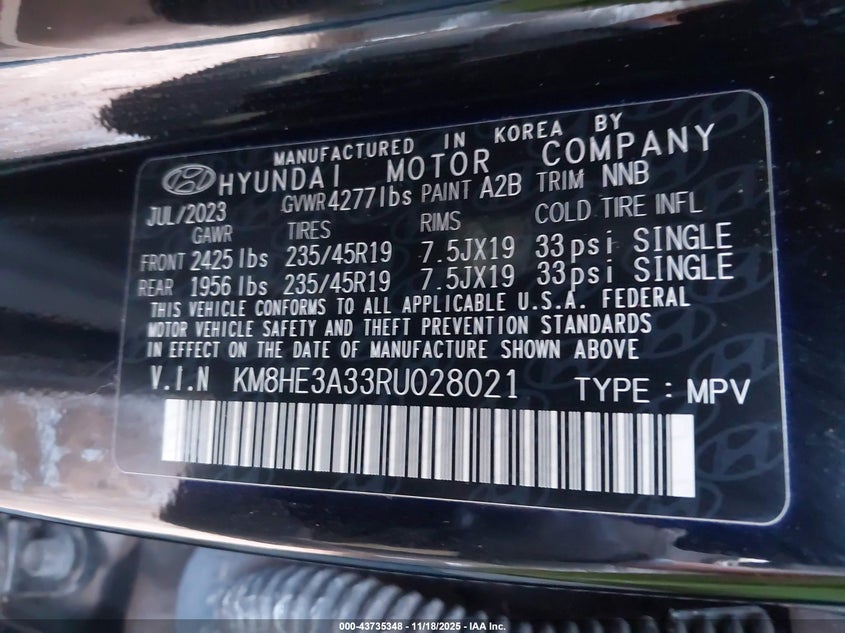 MANUFACTURED IN KOREA BY
HYUNDAI MOTOR COMPANY
JUL/2023 GVWR 4277lbs PAINT A2B TRIM NNB
GAWR TIRES RIMS COLD TIRE INFL
FRONT 2425 lbs 235/45R19 7.5JX19 33psi SINGLE
REAR 1956 lbs 235/45R19 7.5JX19 33psi SINGLE
THIS VEHICLE CONFORMS TO ALL APPLICABLE U.S.A. FEDERAL
MOTOR VEHICLE SAFETY AND THEFT PREVENTION STANDARDS
IN EFFECT ON THE DATE OF MANUFACTURE SHOWN ABOVE
V.I.N KM8HE3A33RU028021 TYPE : MPV
000-43735348 - 11/18/2025 - IAA Inc.